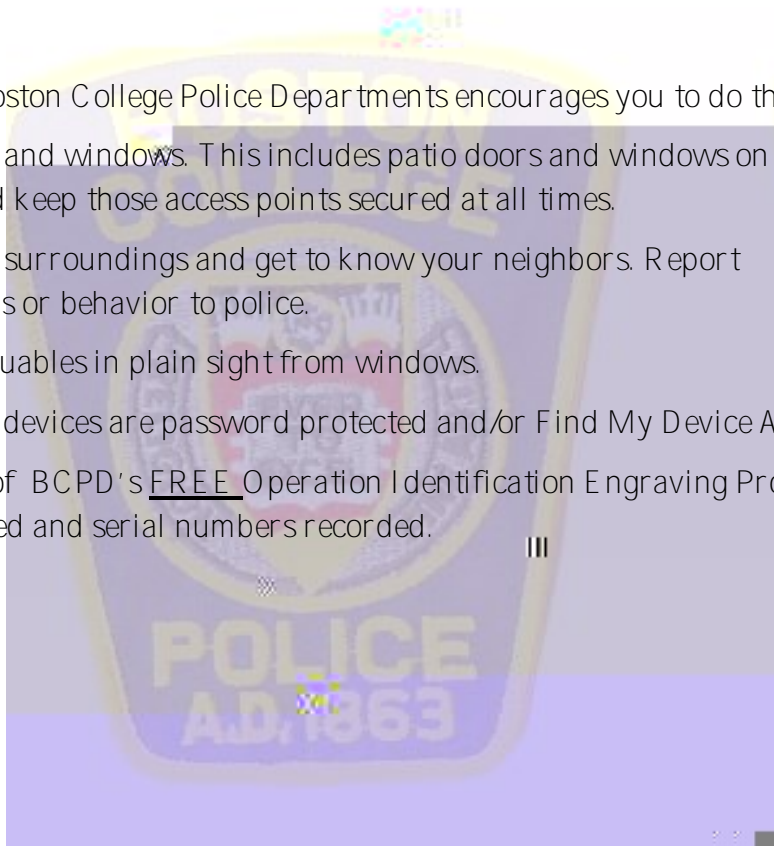 oston College Police Departments encourages you to do th
BOSTON
and windows. This includes patio doors and windows on
COLLEGE
d keep those access points secured at all times.
surroundings and get to know your neighbors. Report
s or behavior to police.
uables in plain sight from windows.
devices are password protected and/or Find My Device A
of BCPD's FREE Operation Identification Engraving Pro
ed and serial numbers recorded.
POLICE
A.D. 1863